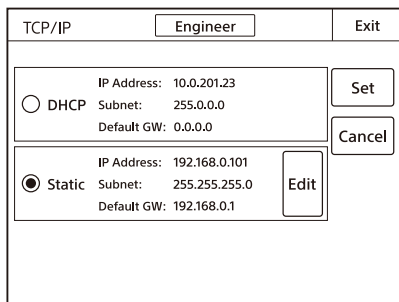 TCP/IP Engineer Exit
IP Address: 10.0.201.23
DHCP Subnet: 255.0.0.0
Default GW: 0.0.0.0
Set
Cancel
IP Address: 192.168.0.101
Static Subnet: 255.255.255.0 Edit
Default GW: 192.168.0.1